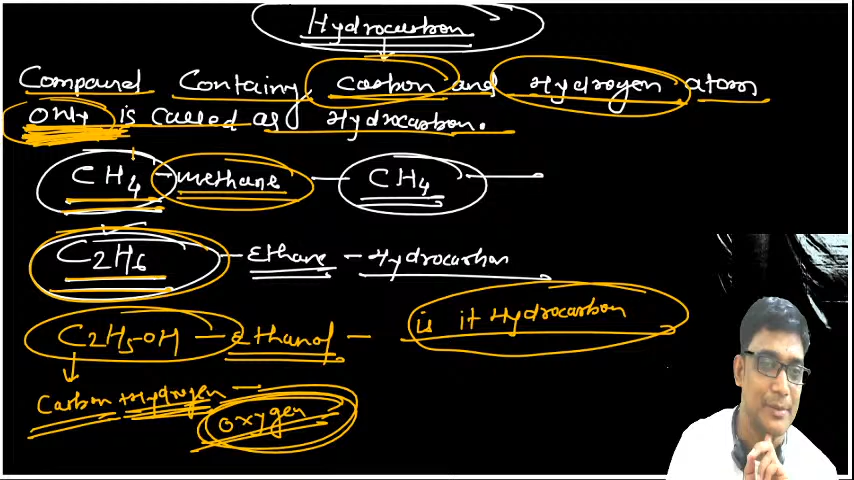 Hydrocarbon
Compound Containing Carbon and Hydrogen atom
only is called as Hydrocarbon.
CH4 - methane - CH4 -
C2H6 - Ethane - Hydrocarbon
C2H5-OH - Ethanol - is it Hydrocarbon
Carbon + Hydrogen -
Oxygen